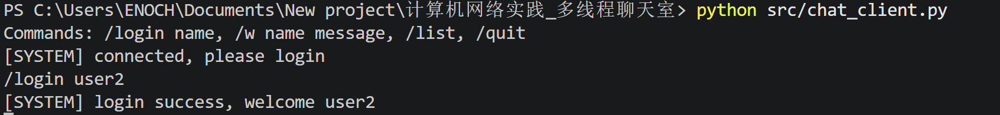 PS C:\Users\ENOCH\Documents\New project\计算机网络实践_多线程聊天室> python src/chat_client.py
Commands: /login name, /w name message, /list, /quit
[SYSTEM] connected, please login
/login user2
[SYSTEM] login success, welcome user2